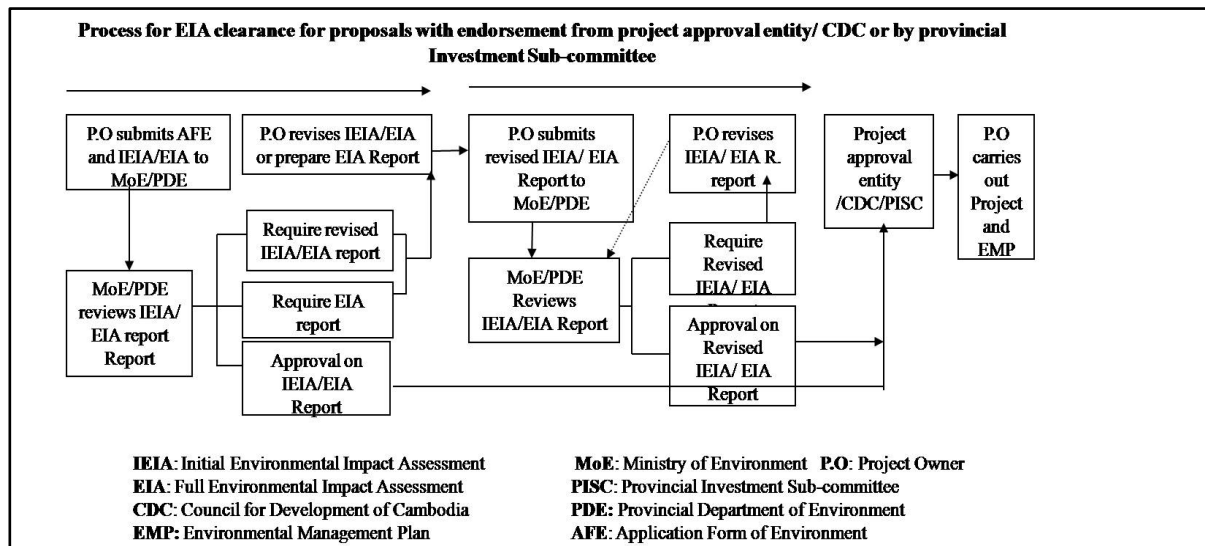 Process for EIA clearance for proposals with endorsement from project approval entity/ CDC or by provincial
Investment Sub-committee
P.O submits AFE
and IEIA/EIA to
MoE/PDE
P.O revises IEIA/EIA
or prepare EIA Report
P.O submits
revised IEIA/ EIA
Report to
MoE/PDE
P.O revises
IEIA/ EIA R.
report
Project
approval
entity
/CDC/PISC
P.O
carries
out
Project
and
EMP
Require revised
IEIA/EIA report
MoE/PDE
reviews IEIA/
EIA report
Report
Require EIA
report
Approval on
IEIA/EIA
Report
MoE/PDE
Reviews
IEIA/EIA Report
Require
Revised
IEIA/ EIA
Approval on
Revised
IEIA/ EIA
Report
IEIA: Initial Environmental Impact Assessment
EIA: Full Environmental Impact Assessment
CDC: Council for Development of Cambodia
EMP: Environmental Management Plan
MoE: Ministry of Environment P.O: Project Owner
PISC: Provincial Investment Sub-committee
PDE: Provincial Department of Environment
AFE: Application Form of Environment